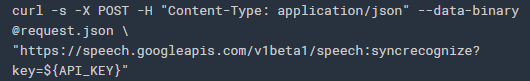 curl -s -X POST -H "Content-Type: application/json" --data-binary
@request.json \
"https://speech.googleapis.com/v1beta1/speech:syncrecognize?
key=${API_KEY}"